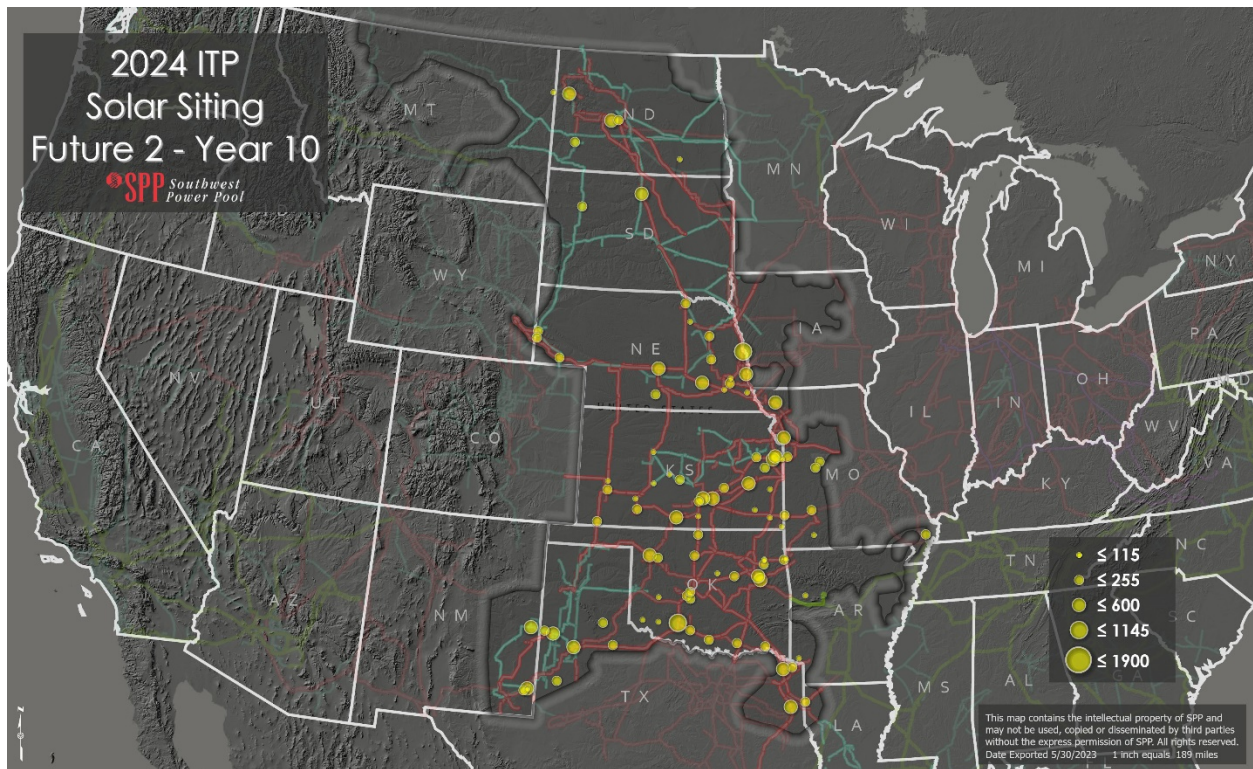 2024 ITP
Solar Siting
Future 2 - Year 10
SPP Southwest
Power Pool
MT
ND
MN
SD
WI
MI
NY
WY
IA
PA
NE
NV
UT
IL
IN
OH
CA
CO
WV
KS
MO
VA
KY
AZ
NM
OK
TN
NC
AR
SC
TX
MS
AL
GA
LA
≤ 115
≤ 255
≤ 600
≤ 1145
≤ 1900
This map contains the intellectual property of SPP and
may not be used, copied or disseminated by third parties
without the express permission of SPP. All rights reserved.
Date Exported 5/30/2023 1 inch equals 189 miles